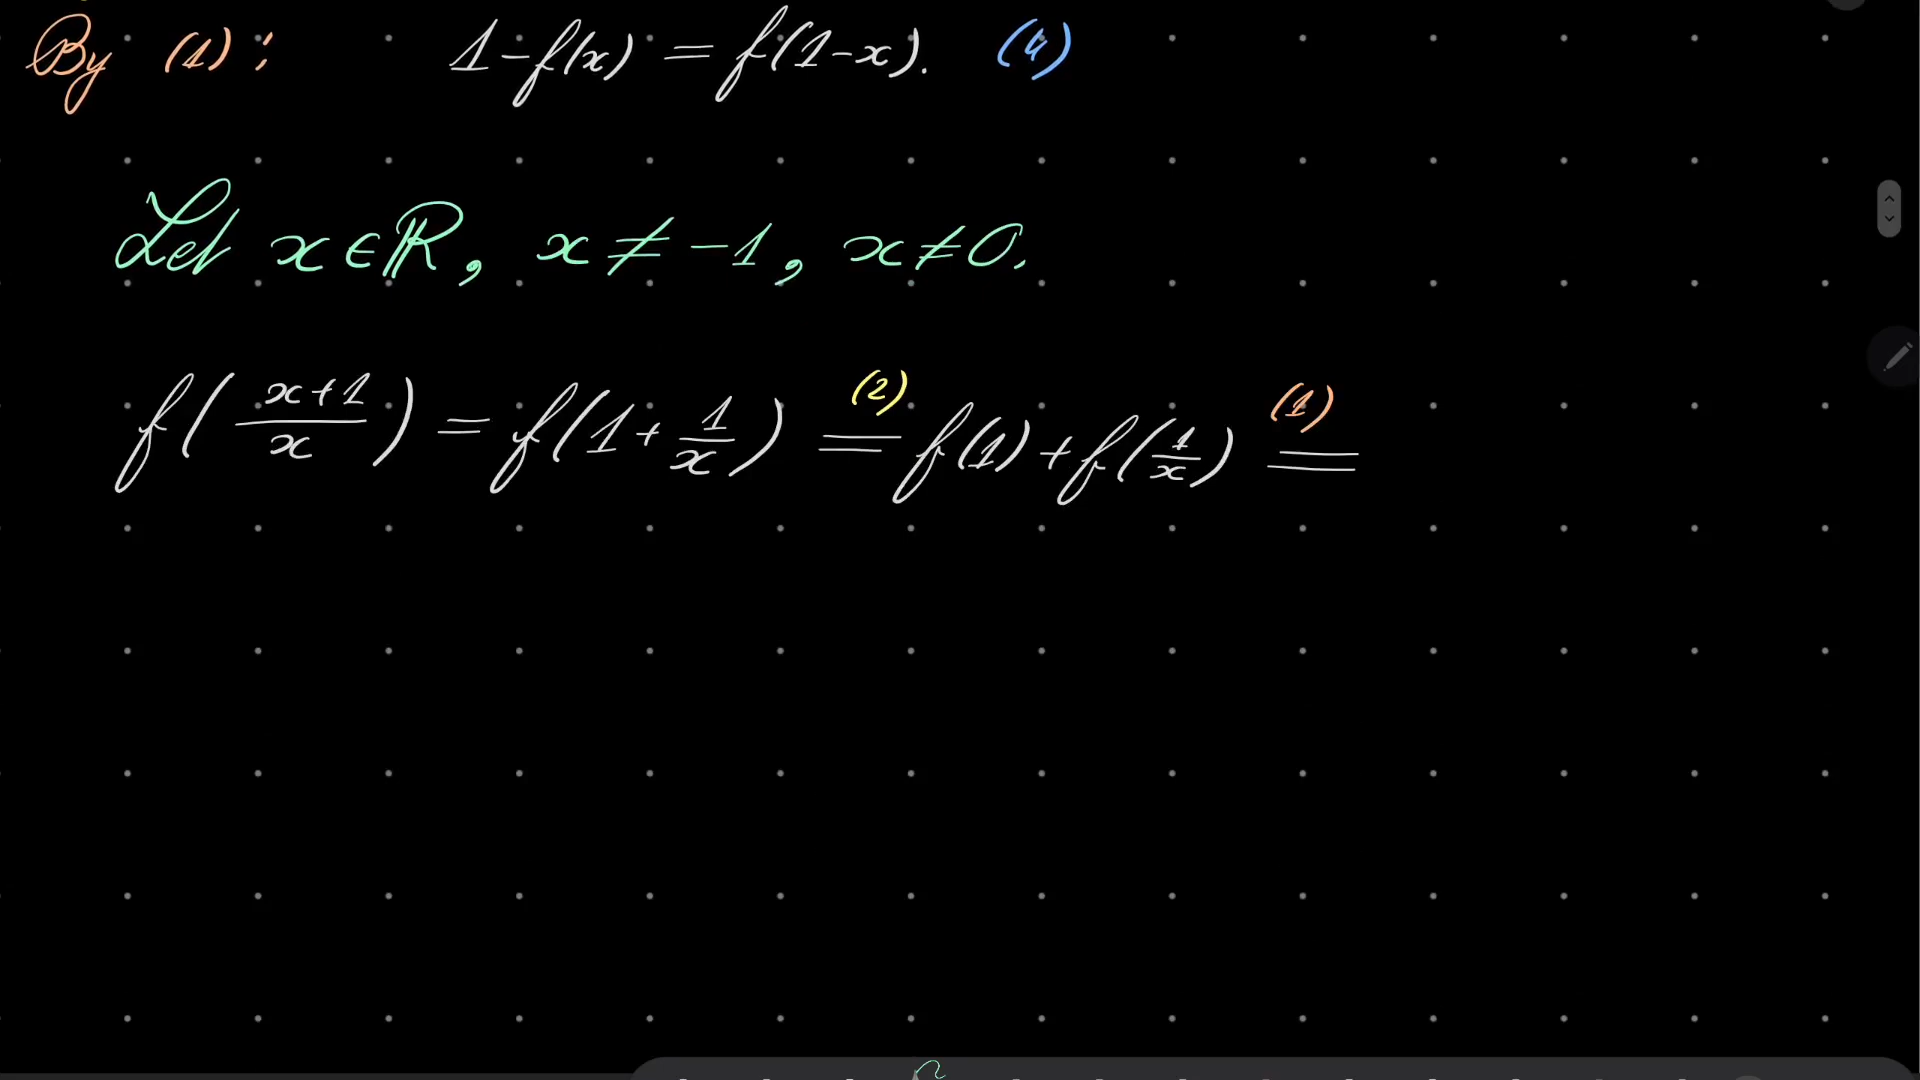 By (1): 1-f(x) = f(1-x). (4)
Let x∈ℝ, x≠-1, x≠0.
f((x+1)/x) = f(1+1/x) =^(2) f(1)+f(1/x) =^(1)